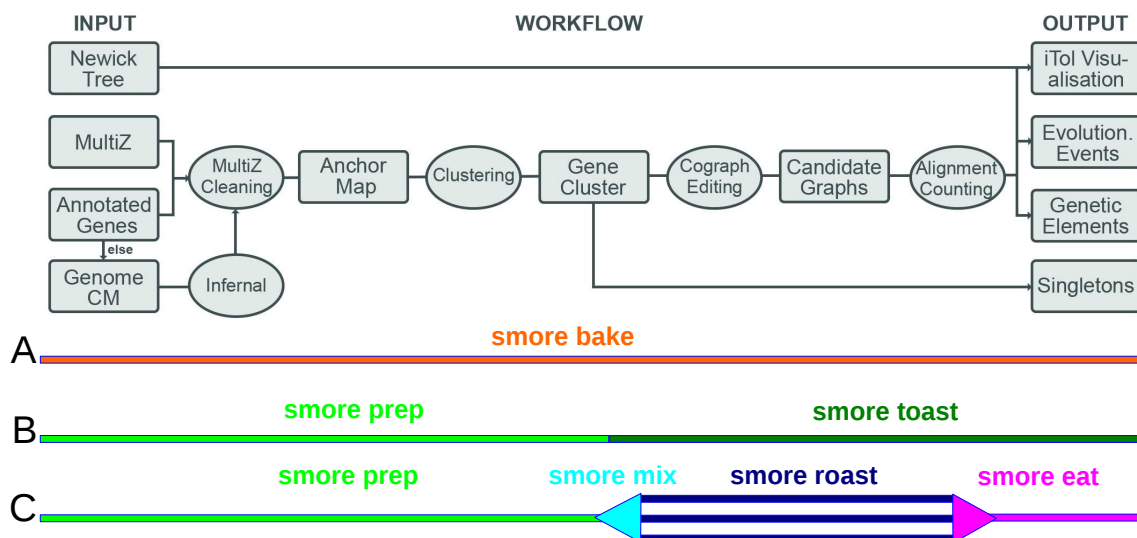 INPUT
WORKFLOW
OUTPUT
Newick
Tree
iTol Visu-
alisation
MultiZ
Annotated
Genes
else
Genome
CM
MultiZ
Cleaning
Infernal
Anchor
Map
Clustering
Gene
Cluster
Cograph
Editing
Candidate
Graphs
Alignment
Counting
Evolution.
Events
Genetic
Elements
Singletons
A
smore bake
B
smore prep
smore toast
C
smore prep
smore mix
smore roast
smore eat